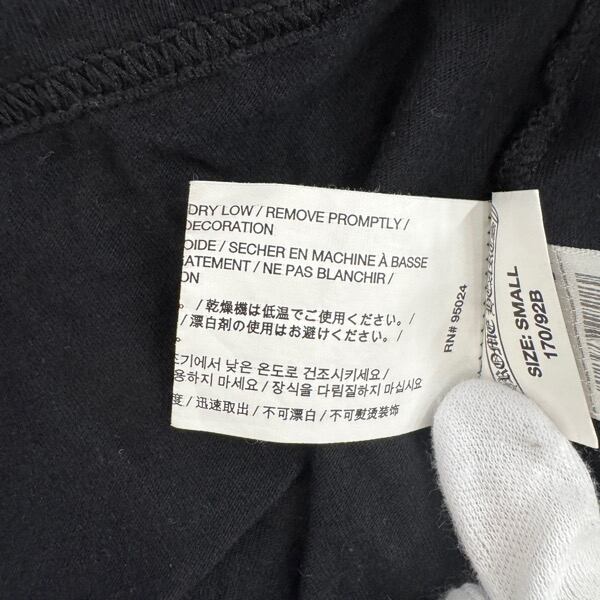 DRY LOW / REMOVE PROMPTLY /
DECORATION
OIDE / SECHER EN MACHINE À BASSE
ATEMENT / NE PAS BLANCHIR /
ON
。/ 乾燥機は低温でご使用ください。/
/ 漂白剤の使用はお避けください。/
조기에서 낮은 온도로 건조시키세요 /
용하지 마세요 / 장식을 다림질하지 마십시오
度 / 迅速取出 / 不可漂白 / 不可熨烫装饰
RN# 95024
SIZE: SMALL
170/92B